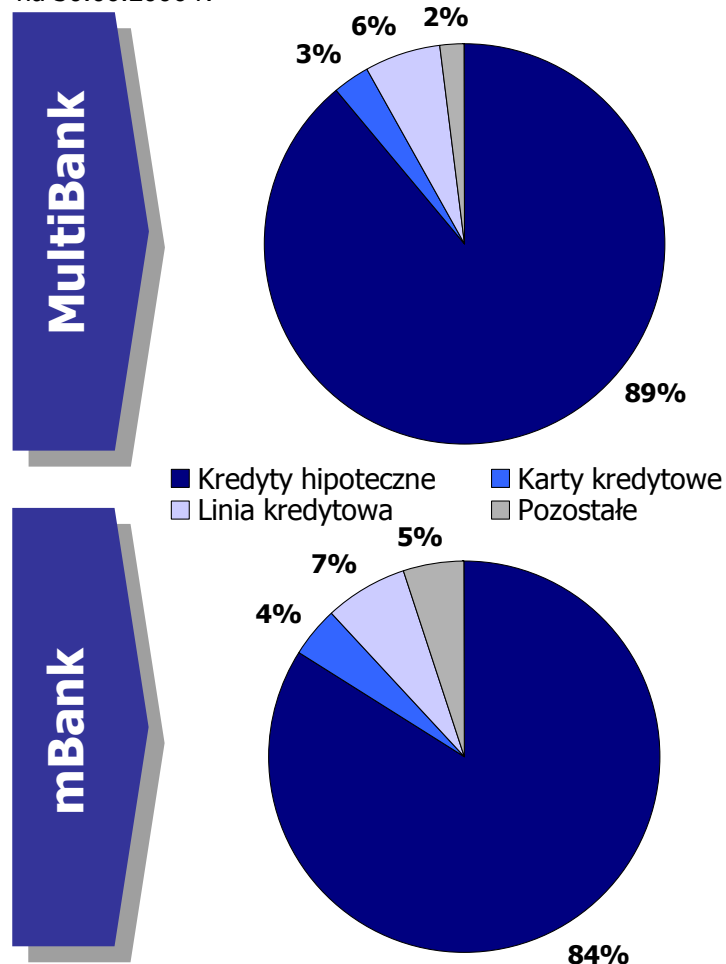 6%
2%
3%
MultiBank
89%
Kredyty hipoteczne
Karty kredytowe
Linia kredytowa
Pozostałe
5%
7%
4%
mBank
84%